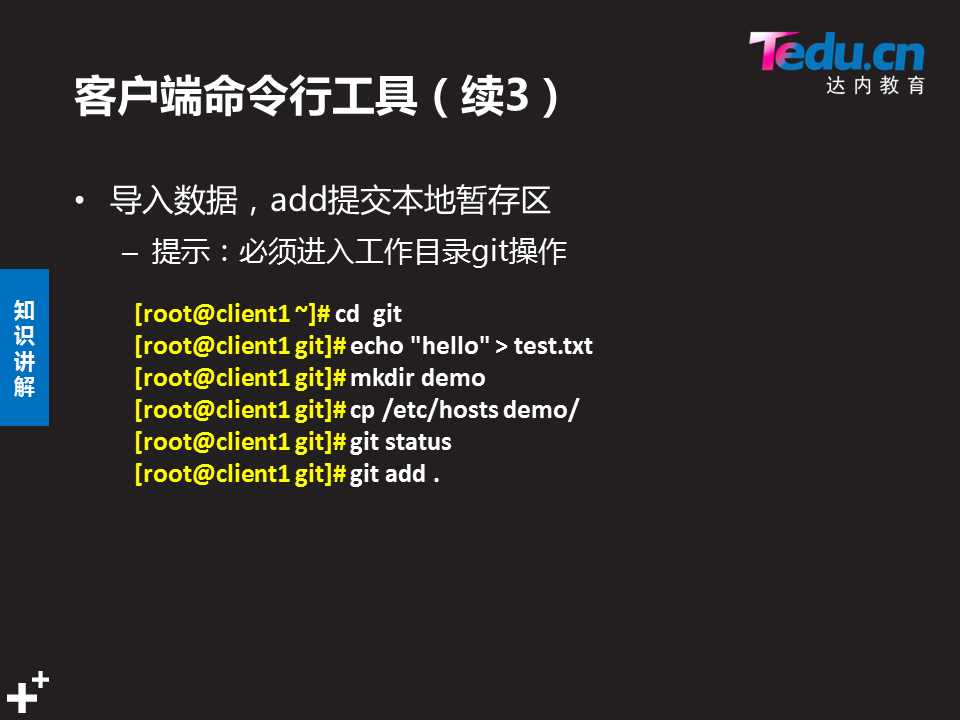 Tedu.cn
达内教育
客户端命令行工具（续3）
• 导入数据，add提交本地暂存区
– 提示：必须进入工作目录git操作
知识讲解
[root@client1 ~]# cd  git
[root@client1 git]# echo "hello" > test.txt
[root@client1 git]# mkdir demo
[root@client1 git]# cp /etc/hosts demo/
[root@client1 git]# git status
[root@client1 git]# git add .